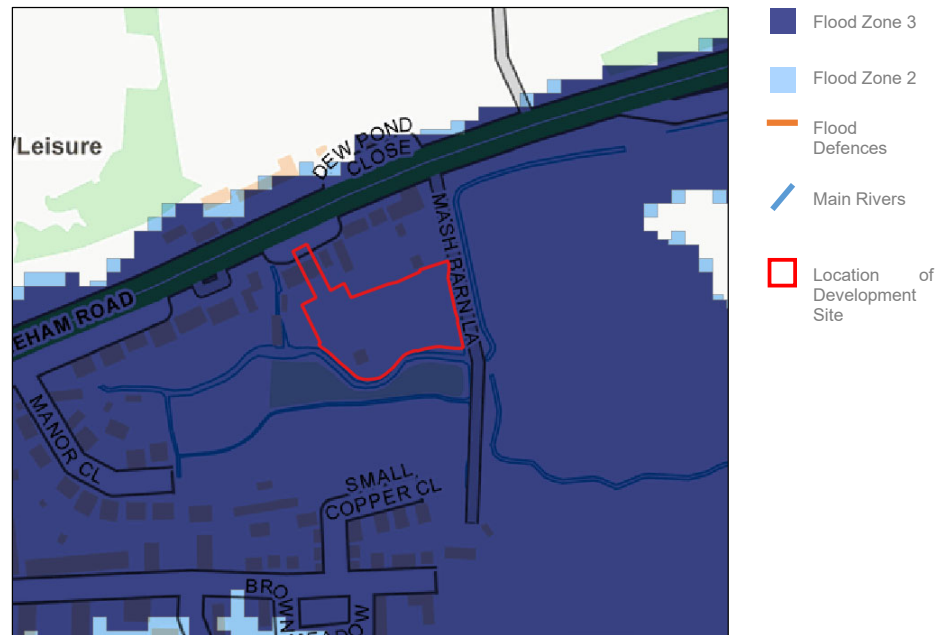 Flood Zone 3
Flood Zone 2
Flood
Defences
Main Rivers
Location of
Development
Site
/Leisure
DEW POND
CLOSE
MASH BARN LA
EHAM ROAD
MANOR CL
SMALL
COPPER CL
BROWN
MEADOW